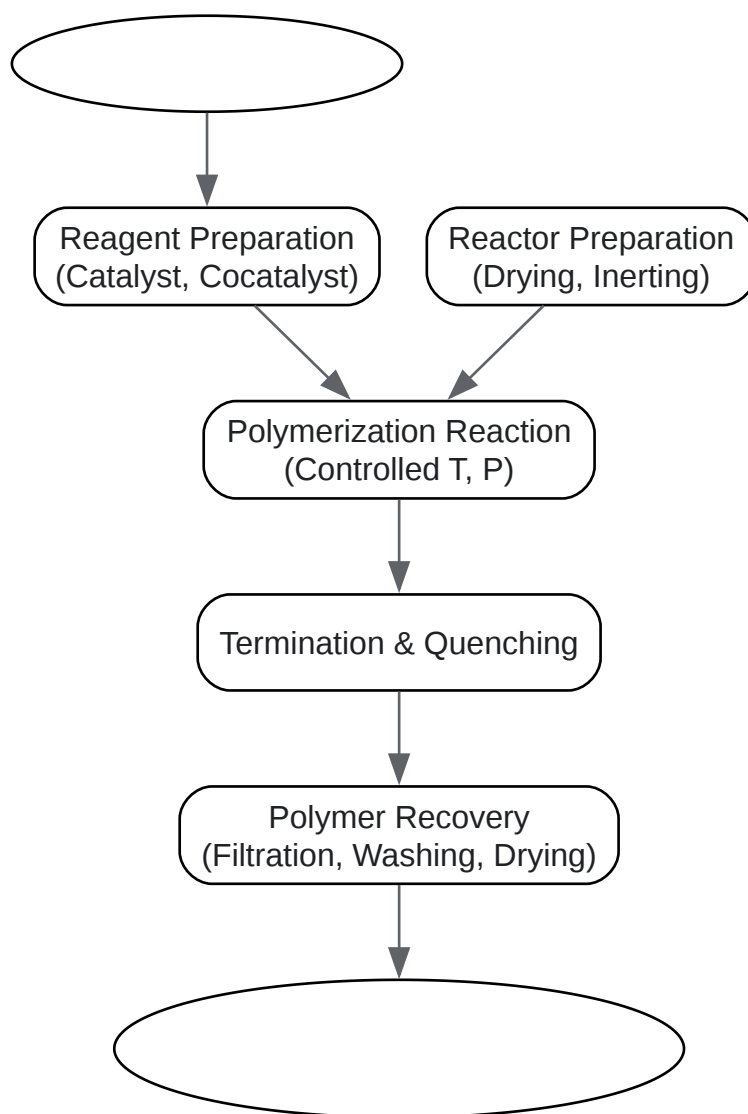 Reagent Preparation
(Catalyst, Cocatalyst)
Reactor Preparation
(Drying, Inerting)
Polymerization Reaction
(Controlled T, P)
Termination & Quenching
Polymer Recovery
(Filtration, Washing, Drying)